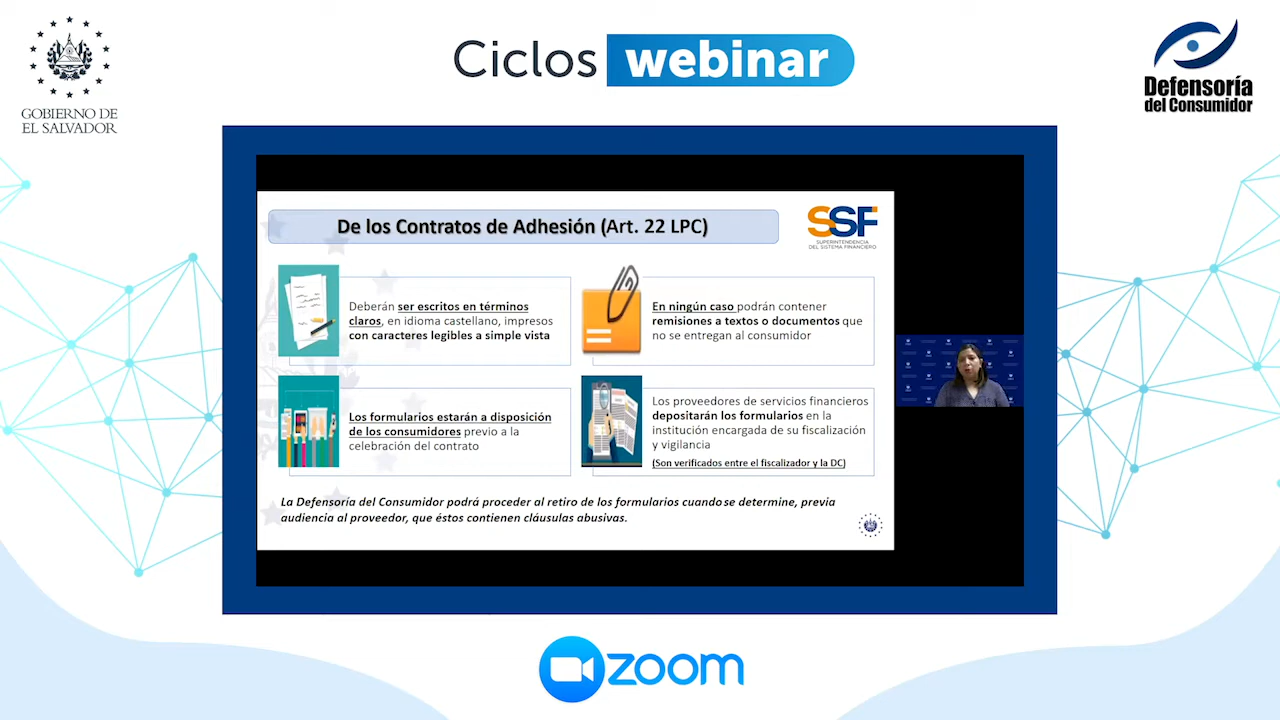 GOBIERNO DE
EL SALVADOR
Ciclos webinar
Defensoría
del Consumidor
De los Contratos de Adhesión (Art. 22 LPC)
SSF
SUPERINTENDENCIA
DEL SISTEMA FINANCIERO
Deberán ser escritos en términos
claros, en idioma castellano, impresos
con caracteres legibles a simple vista
En ningún caso podrán contener
remisiones a textos o documentos que
no se entregan al consumidor
Los formularios estarán a disposición
de los consumidores previo a la
celebración del contrato
Los proveedores de servicios financieros
depositarán los formularios en la
institución encargada de su fiscalización
y vigilancia
(Son verificados entre el fiscalizador y la DC)
La Defensoría del Consumidor podrá proceder al retiro de los formularios cuando se determine, previa
audiencia al proveedor, que éstos contienen cláusulas abusivas.
zoom